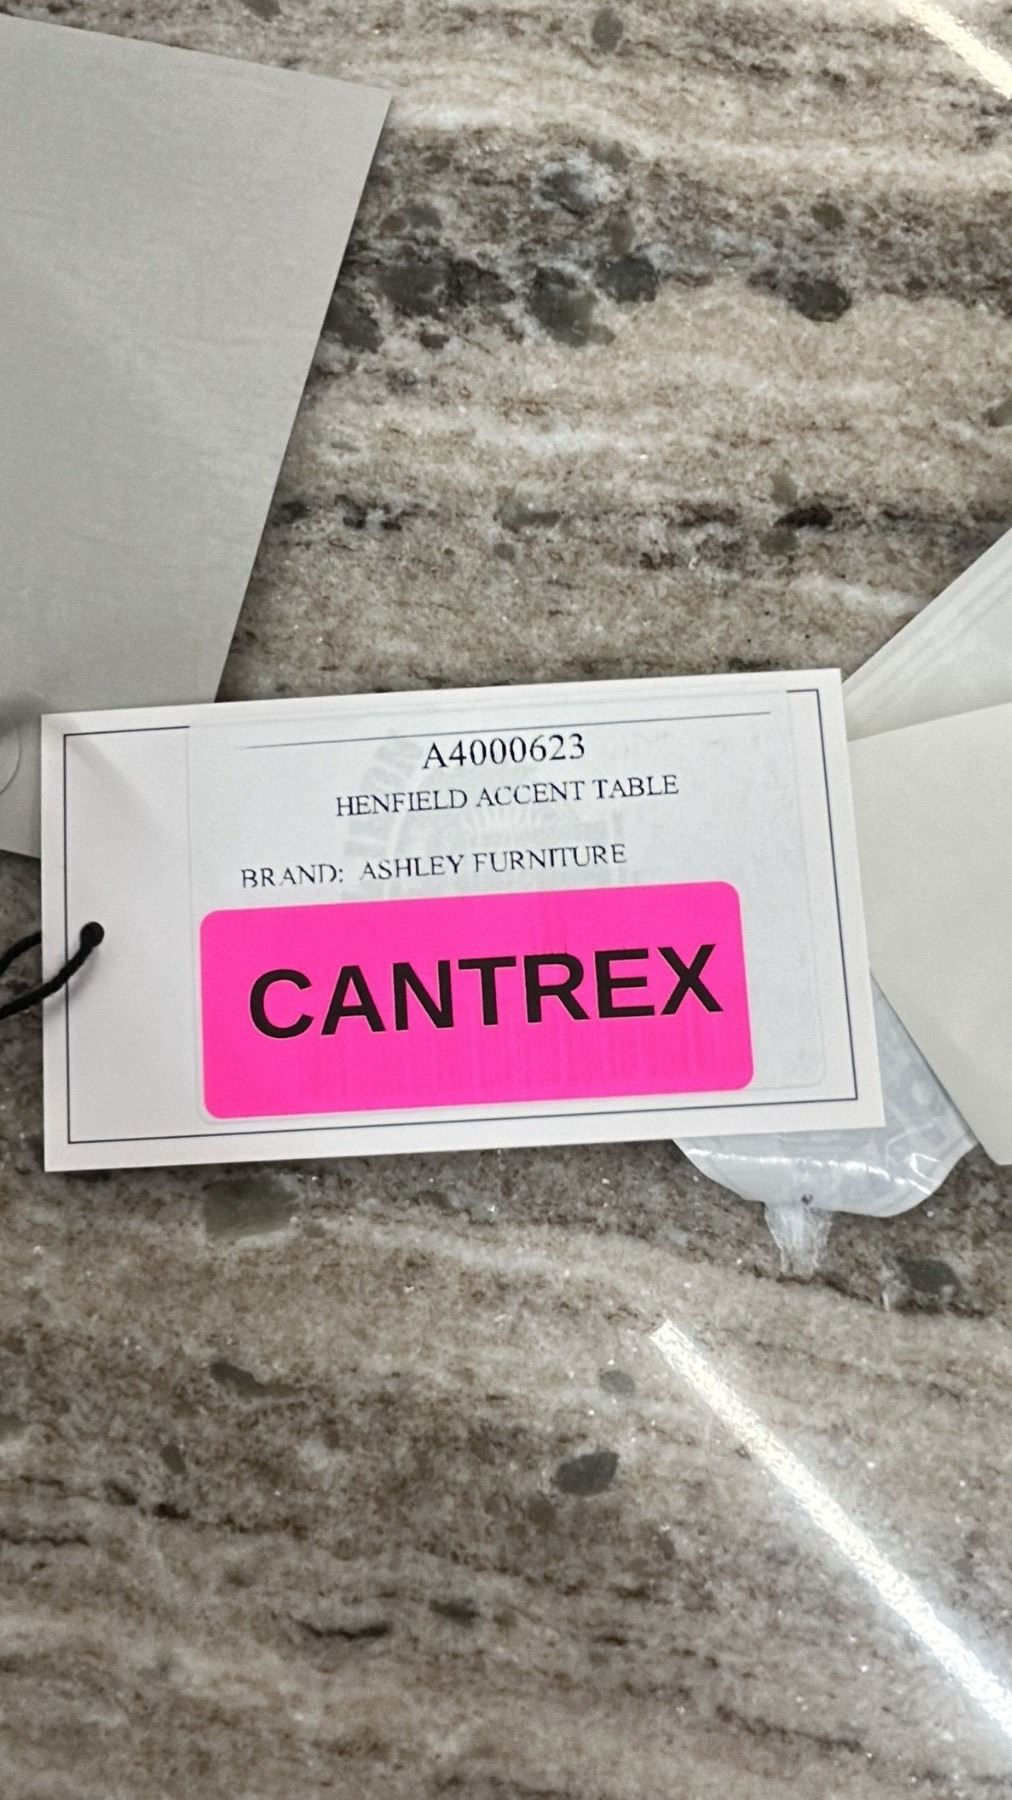 A4000623
HENFIELD ACCENT TABLE
BRAND: ASHLEY FURNITURE
CANTREX